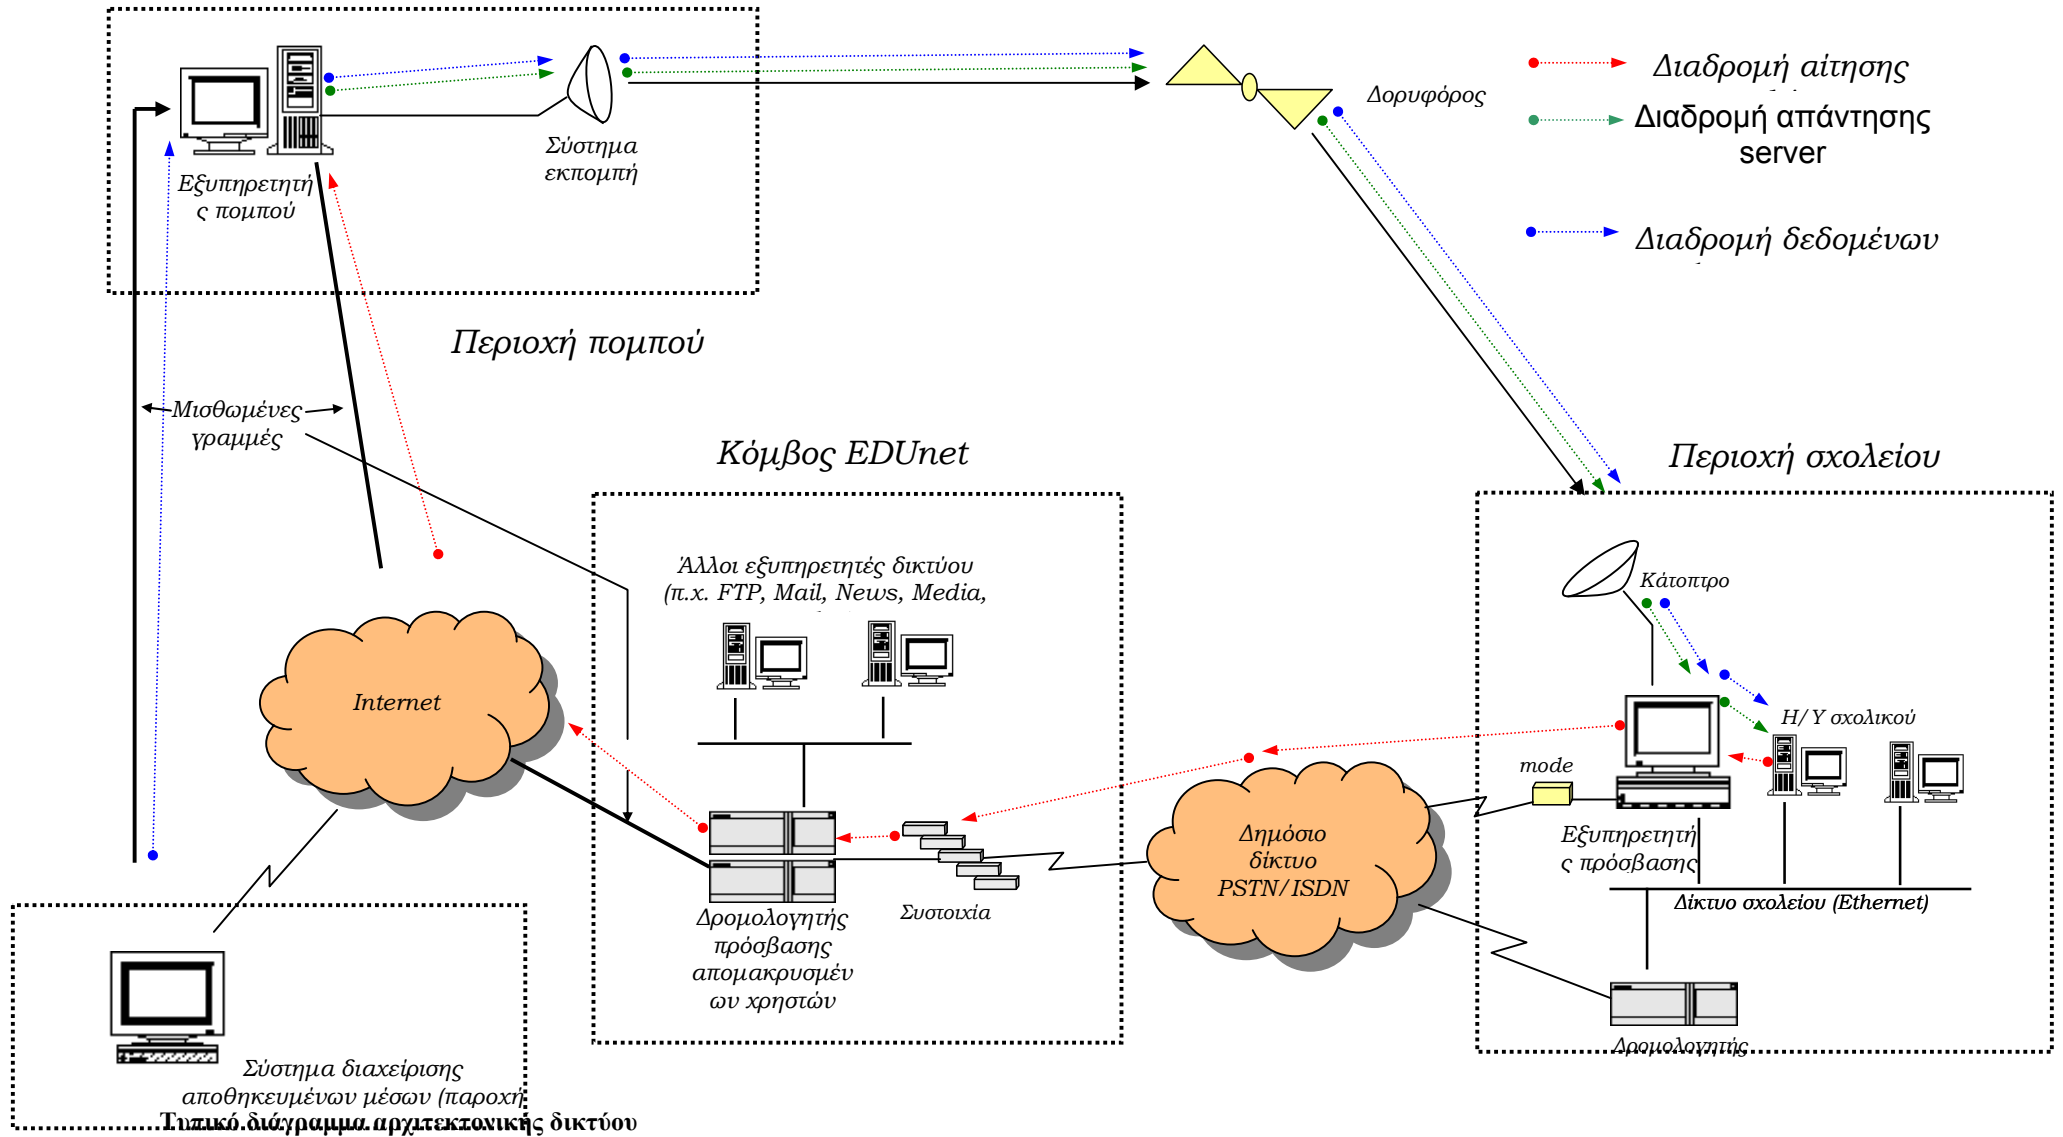 Διαδρομή αίτησης
Διαδρομή απάντησης
server
Διαδρομή δεδομένων
Δορυφόρος
Σύστημα
εκπομπή
Εξυπηρετητή
ς πομπού
Περιοχή πομπού
Μισθωμένες
γραμμές
Κόμβος EDUnet
Περιοχή σχολείου
Άλλοι εξυπηρετητές δικτύου
(π.χ. FTP, Mail, News, Media,
Κάτοπτρο
Internet
Η/Υ σχολικού
mode
Δημόσιο
δίκτυο
PSTN/ISDN
Εξυπηρετητή
ς πρόσβασης
Δίκτυο σχολείου (Ethernet)
Δρομολογητής
πρόσβασης
απομακρυσμέν
ων χρηστών
Συστοιχία
Δρομολογητής
Σύστημα διαχείρισης
αποθηκευμένων μέσων (παροχή
Τυπικό διάγραμμα αρχιτεκτονικής δικτύου